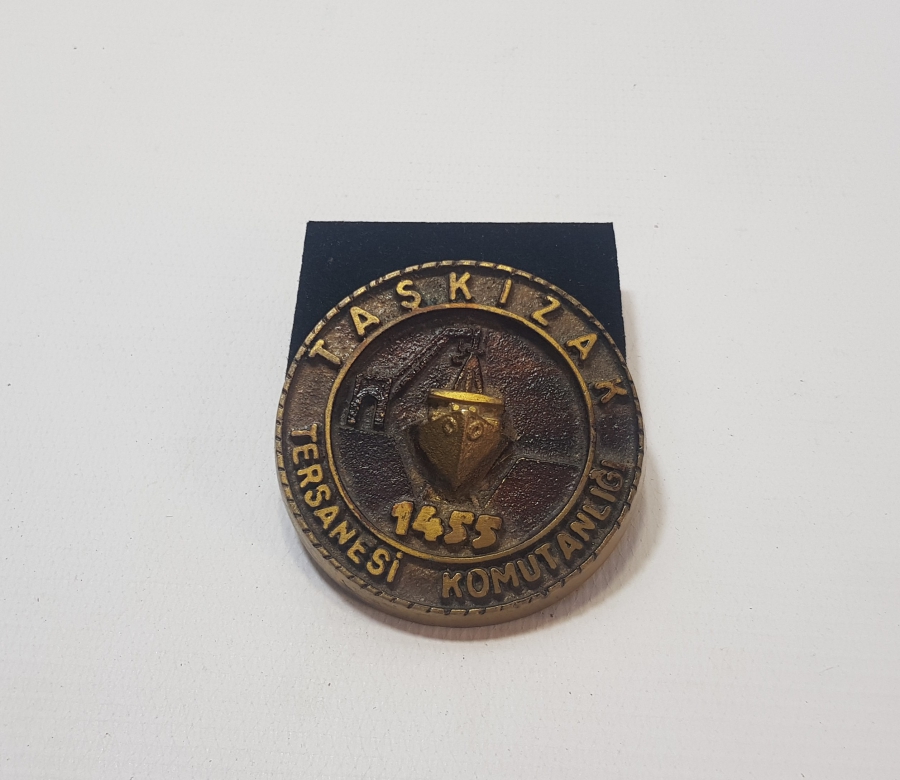 TAŞKIZAK
TERSANESİ KOMUTANLIĞI
1455